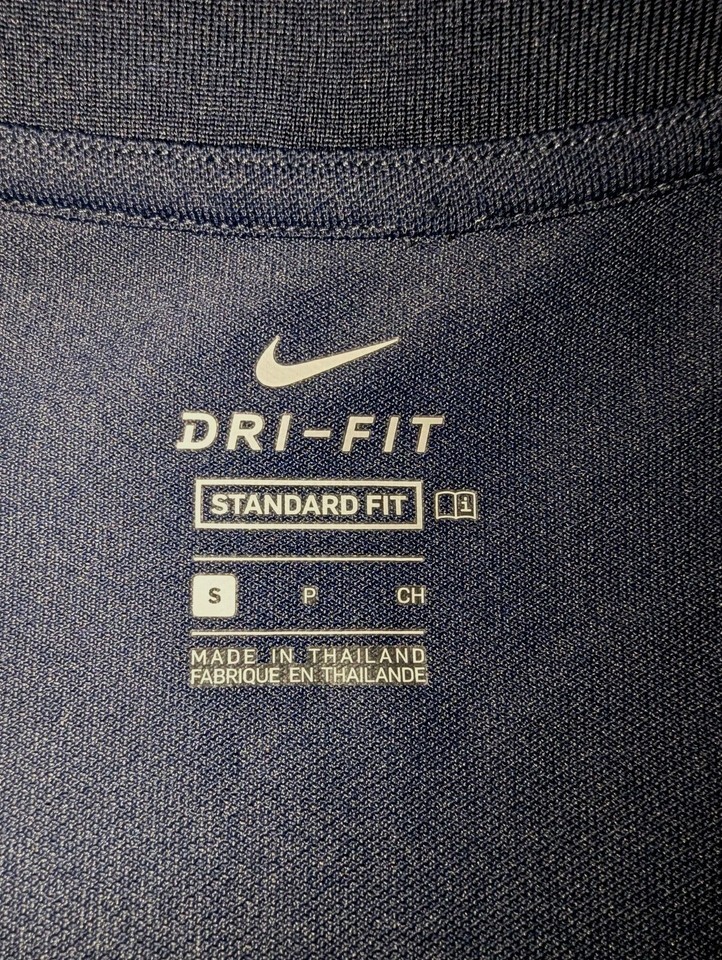 DRI-FIT
STANDARD FIT i
S P CH
MADE IN THAILAND
FABRIQUE EN THAILANDE